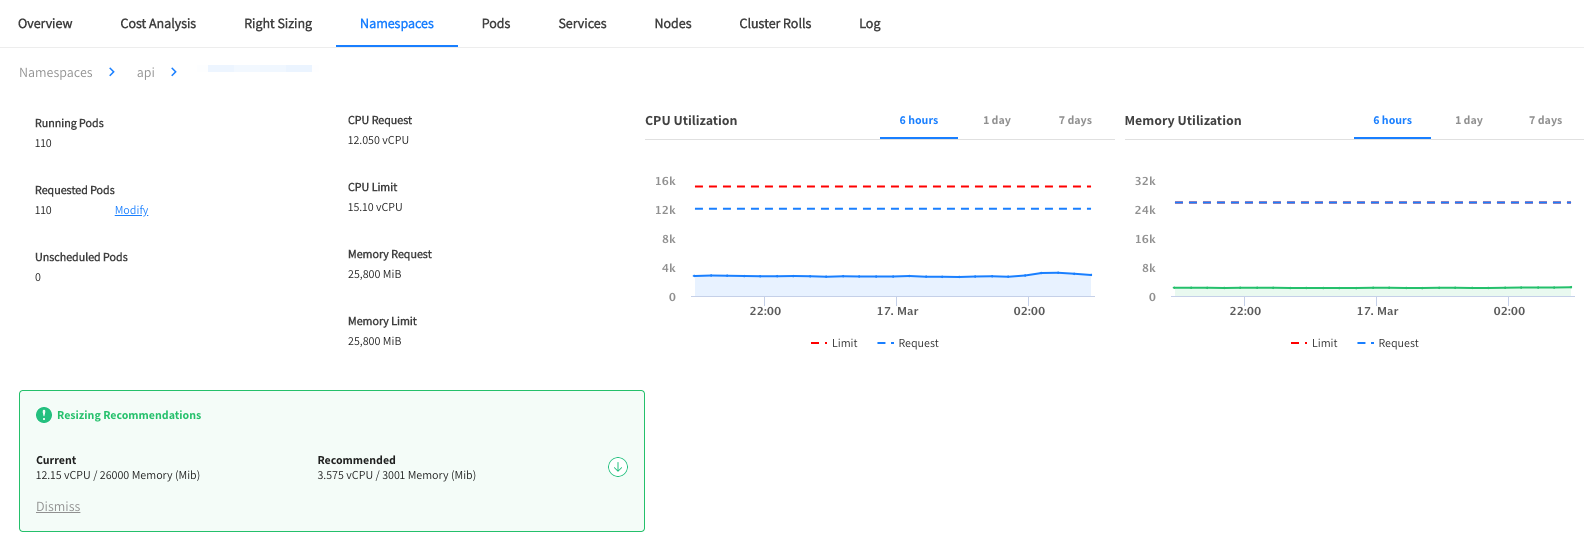 Overview Cost Analysis Right Sizing Namespaces Pods Services Nodes Cluster Rolls Log
Namespaces api
Running Pods
110
Requested Pods
110 Modify
Unscheduled Pods
0
CPU Request
12.050 vCPU
CPU Limit
15.10 vCPU
Memory Request
25,800 MiB
Memory Limit
25,800 MiB
CPU Utilization 6 hours 1 day 7 days
16k
12k
8k
4k
0
22:00 17. Mar 02:00
Limit Request
Memory Utilization 6 hours 1 day 7 days
32k
24k
16k
8k
0
22:00 17. Mar 02:00
Limit Request
Resizing Recommendations
Current
12.15 vCPU / 26000 Memory (Mib)
Recommended
3.575 vCPU / 3001 Memory (Mib)
Dismiss